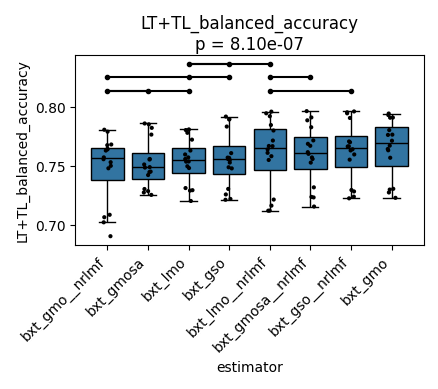 LT+TL_balanced_accuracy
p = 8.10e-07
LT+TL_balanced_accuracy
0.80
0.75
0.70
bxt_gmo__nrlmf
bxt_gmosa
bxt_lmo
bxt_gso
bxt_lmo__nrlmf
bxt_gmosa__nrlmf
bxt_gso__nrlmf
bxt_gmo
estimator